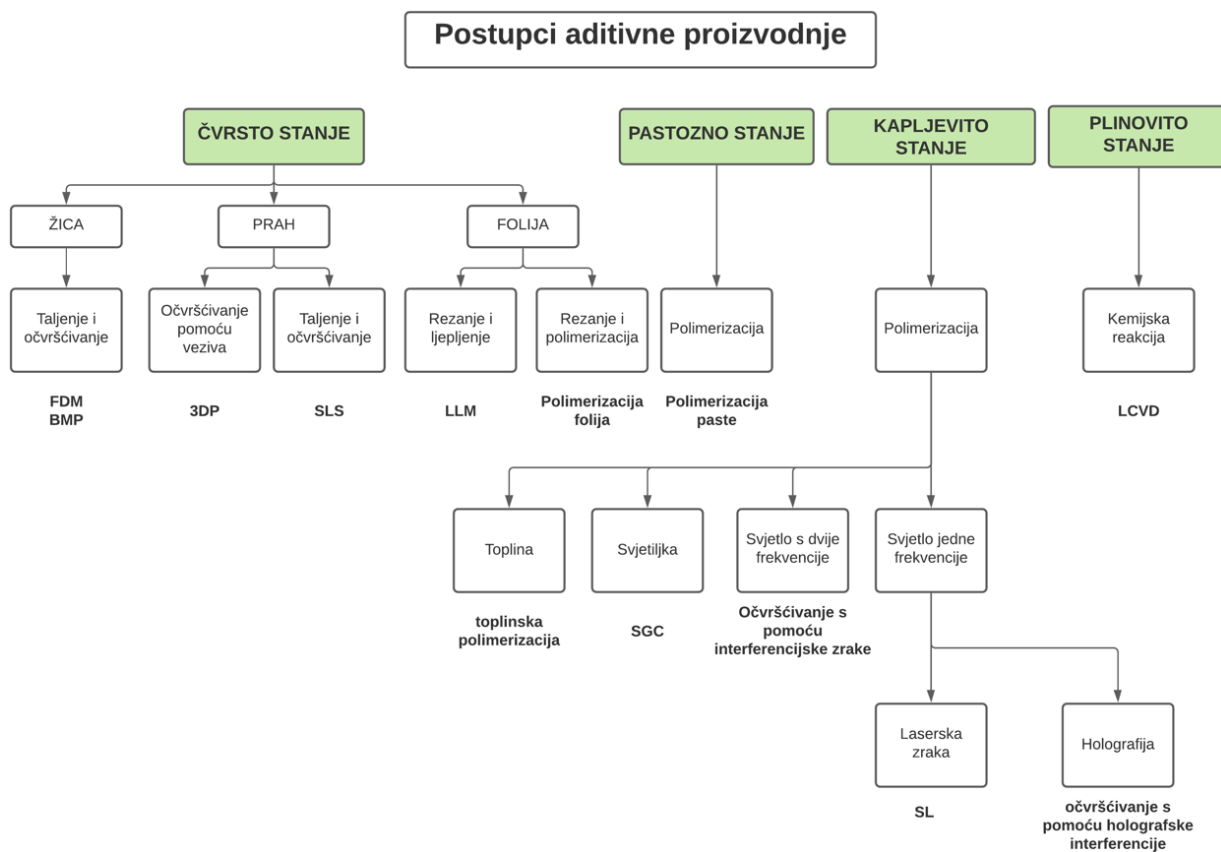 Postupci aditivne proizvodnje
ČVRSTO STANJE
PASTOZNO STANJE
KAPLJEVITO
STANJE
PLINOVITO
STANJE
ŽICA
PRAH
FOLIJA
Taljenje i
očvršćivanje
Očvršćivanje
pomoću
veziva
Taljenje i
očvršćivanje
Rezanje i
ljepljenje
Rezanje i
polimerizacija
Polimerizacija
Polimerizacija
Kemijska
reakcija
FDM
BMP
3DP
SLS
LLM
Polimerizacija
folija
Polimerizacija
paste
LCVD
Toplina
Svjetiljka
Svjetlo s dvije
frekvencije
Svjetlo jedne
frekvencije
toplinska
polimerizacija
SGC
Očvršćivanje s
pomoću
interferencijske zrake
Laserska
zraka
Holografija
SL
očvršćivanje s
pomoću holografske
interferencije